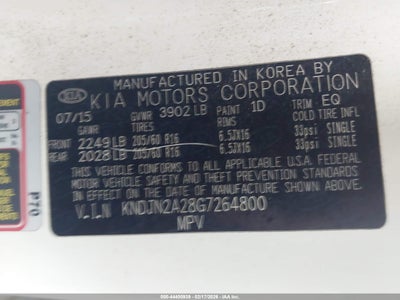 MANUFACTURED IN KOREA BY
KIA KIA MOTORS CORPORATION
07/15 GVWR 3902 LB PAINT 1D TRIM EQ
TIRES COLD TIRE INFL
FRONT 2249 LB 205/60 R16 6.5JX16 33psi SINGLE
REAR 2028 LB 205/60 R16 6.5JX16 33psi SINGLE
THIS VEHICLE CONFORMS TO ALL APPLICABLE U.S.A. FEDERAL
MOTOR VEHICLE SAFETY, BUMPER, AND THEFT PREVENTION STANDARDS
IN EFFECT ON THE DATE OF MANUFACTURE SHOWN ABOVE.
V.I.N KNDJN2A28G7264800
MPV
P70